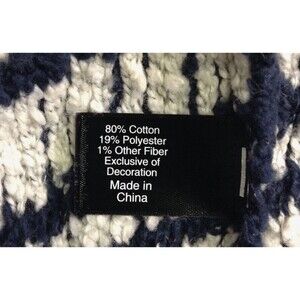 80% Cotton
19% Polyester
1% Other Fiber
Exclusive of
Decoration
Made in
China